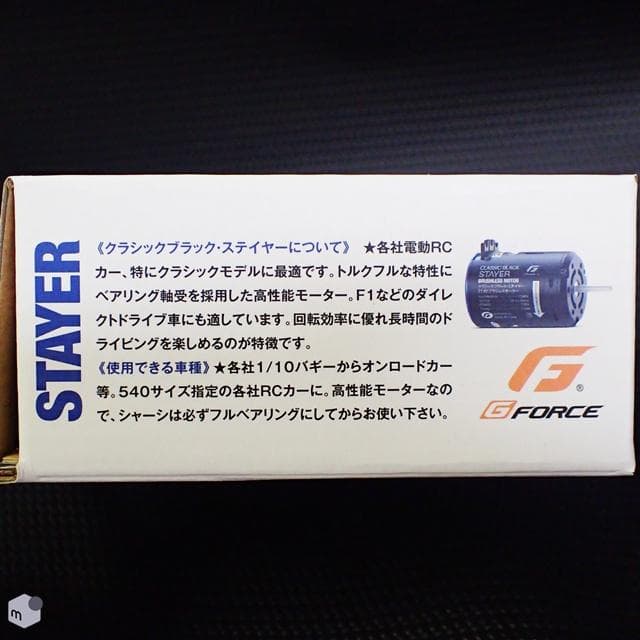 STAYER
《クラシックブラック・ステイヤーについて》 ★各社電動RC
カー、特にクラシックモデルに最適です。トルクフルな特性に
ベアリング軸受を採用した高性能モーター。F1などのダイレ
クトドライブ車にも適しています。回転効率に優れ長時間のド
ライビングを楽しめるのが特徴です。
《使用できる車種》 ★各社1/10バギーからオンロードカー
等。540サイズ指定の各社RCカーに。高性能モーターなの
で、シャーシは必ずフルベアリングにしてからお使い下さい。
CLASSIC BLACK
STAYER
BRUSHLESS MOTOR
®
G FORCE
m